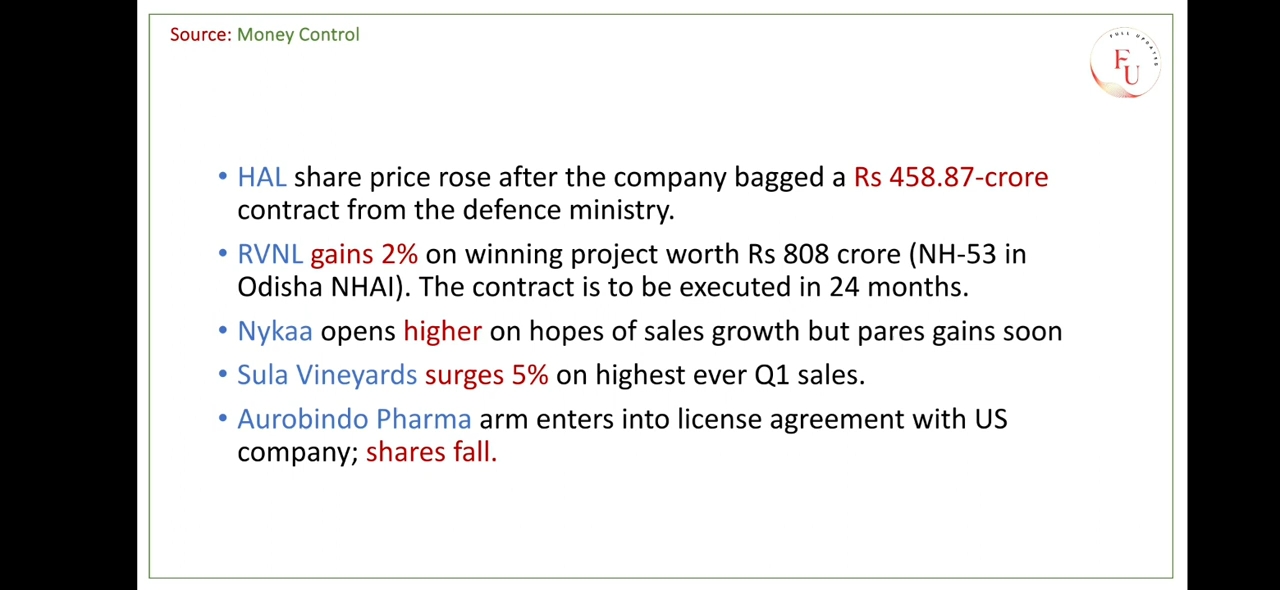 Source: Money Control
FULL UPDATES
FU
• HAL share price rose after the company bagged a Rs 458.87-crore
contract from the defence ministry.
• RVNL gains 2% on winning project worth Rs 808 crore (NH-53 in
Odisha NHAI). The contract is to be executed in 24 months.
• Nykaa opens higher on hopes of sales growth but pares gains soon
• Sula Vineyards surges 5% on highest ever Q1 sales.
• Aurobindo Pharma arm enters into license agreement with US
company; shares fall.